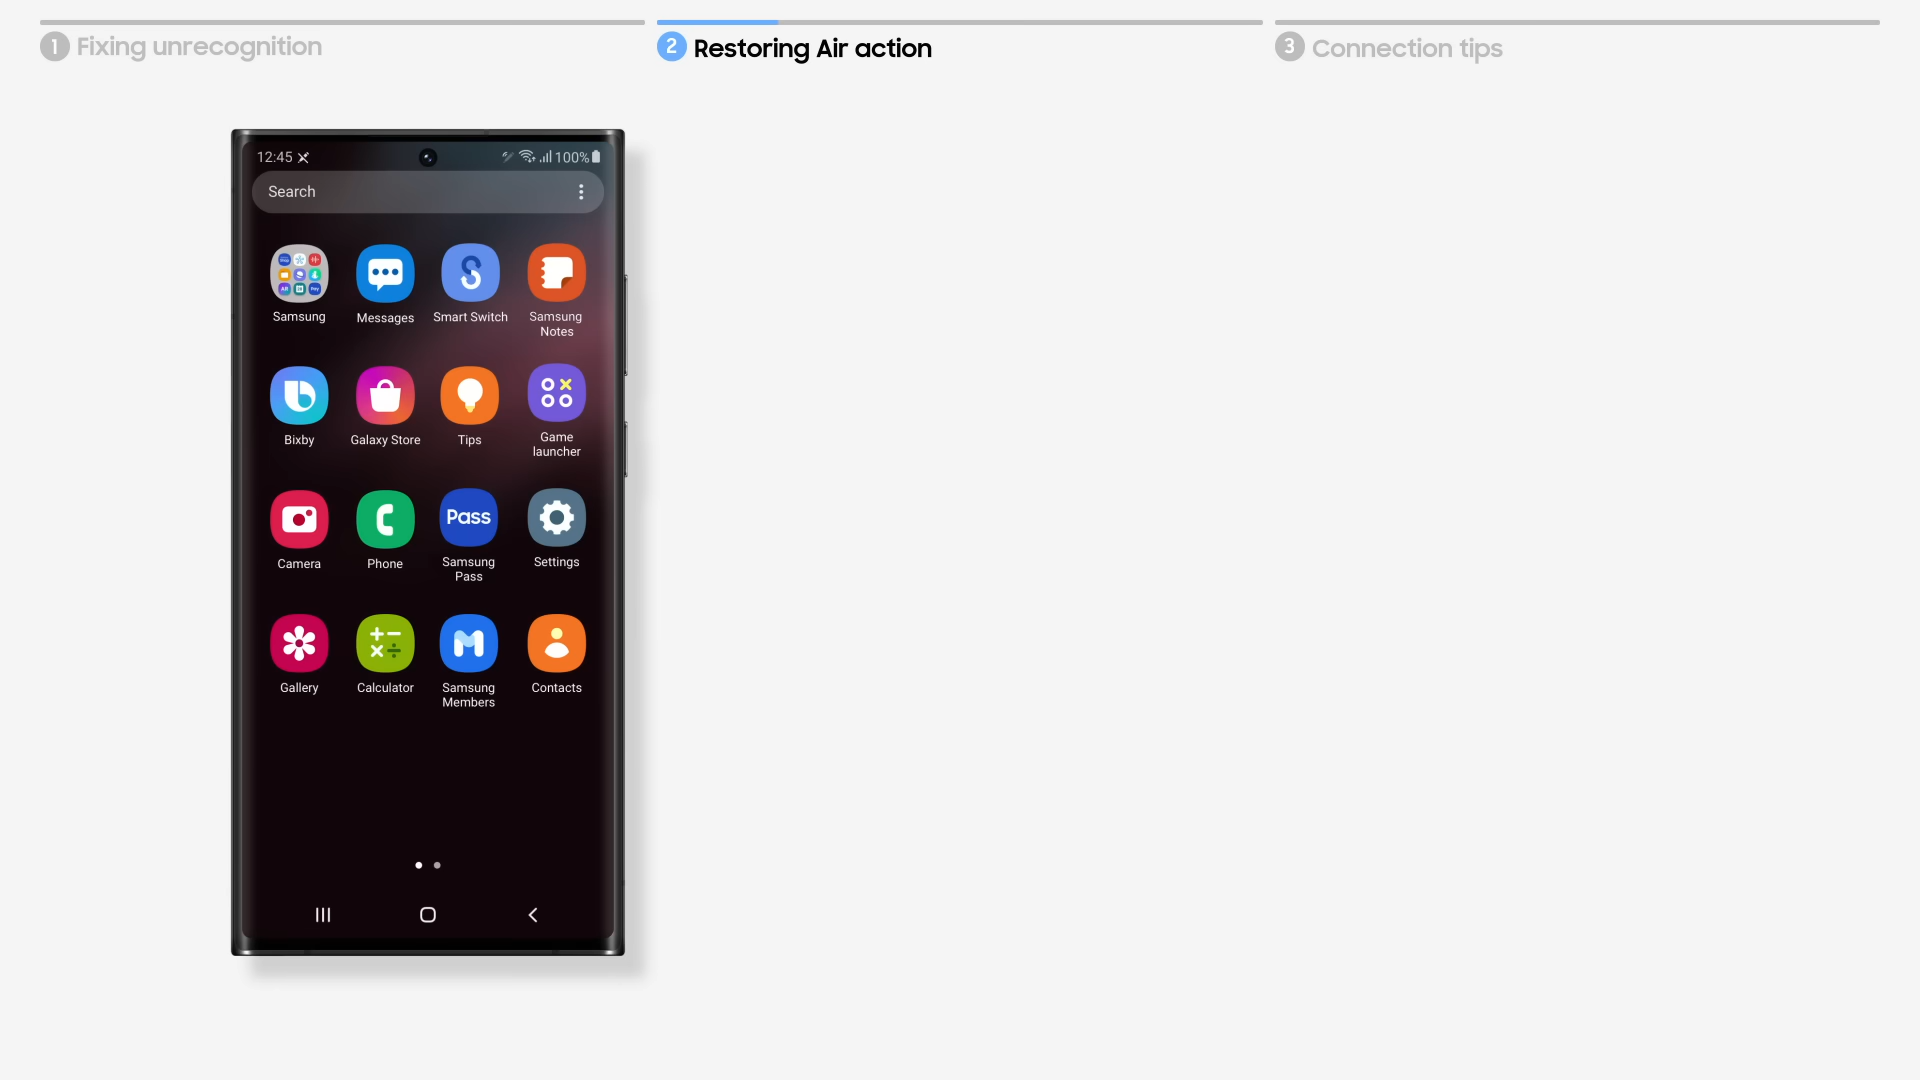 1 Fixing unrecognition
2 Restoring Air action
3 Connection tips
12:45
100%
Search
Samsung
Messages
Smart Switch
Samsung
Notes
Bixby
Galaxy Store
Tips
Game
launcher
Camera
Phone
Pass
Samsung
Pass
Settings
Gallery
Calculator
Samsung
Members
Contacts